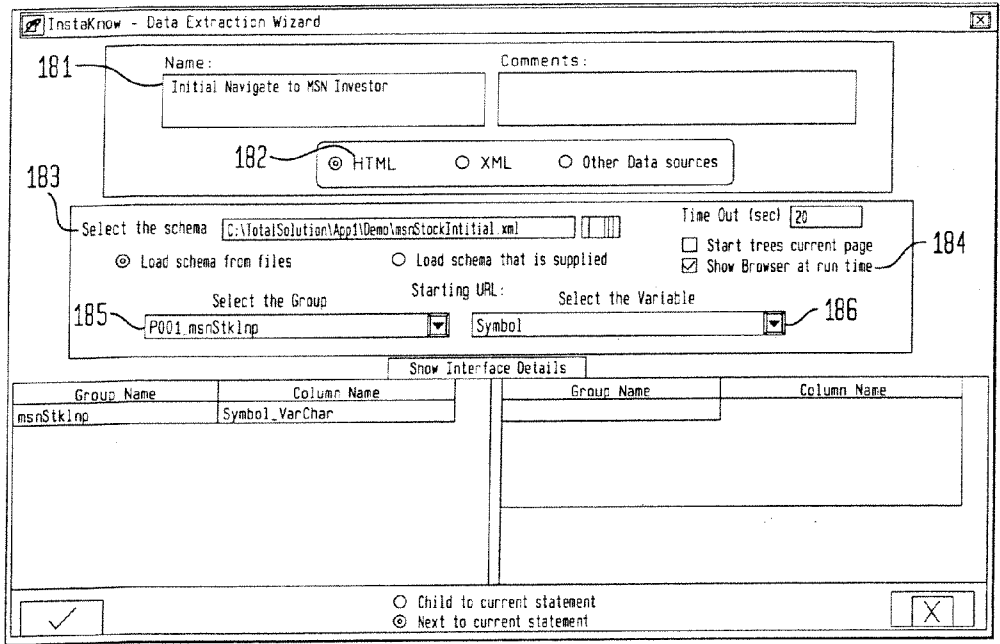 InstaKnow - Data Extraction Wizard
181
Name:
Comments:
Initial Navigate to MSN Investor
182
HTML
XML
Other Data sources
183
Select the schema
C:\TotalSolution\App1\Demo\msnStockIntitial.xml
Time Out (sec)
20
Start trees current page
184
Load schema from files
Load schema that is supplied
Show Browser at run time
Starting URL:
Select the Group
Select the Variable
185
P001_msnStkInp
Symbol
186
Show Interface Details
Group Name
Column Name
Group Name
Column Name
msnStkInp
Symbol_VarChar
Child to current statement
Next to current statement